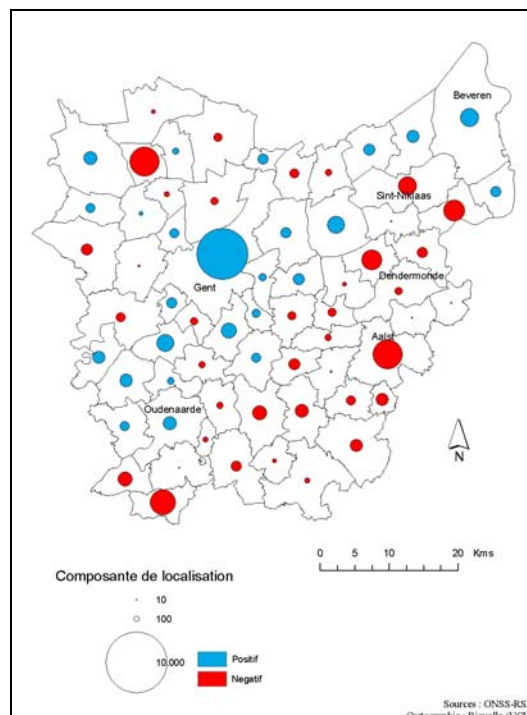 Beveren
Sint-Niklaas
Dendermonde
Gent
Aalst
Oudenaarde
N
0 5 10 20 Kms
Composante de localisation
10
100
10.000
Positif
Negatif
Sources : ONSS-RS